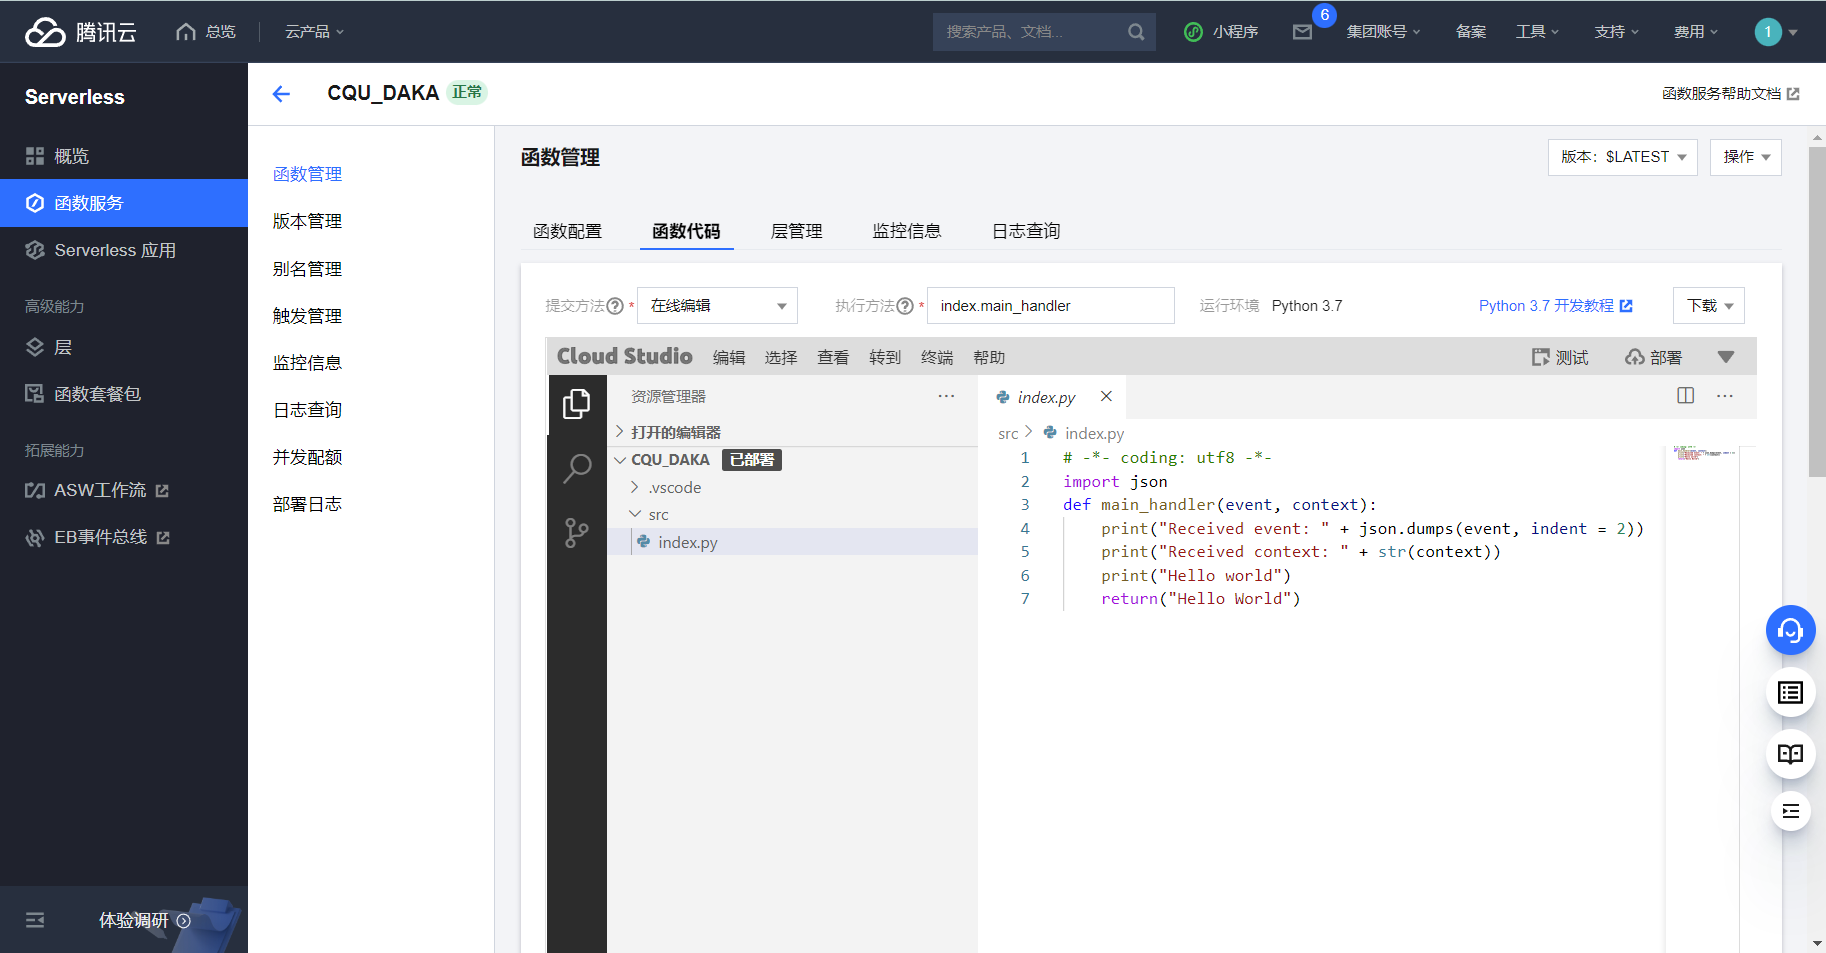 腾讯云
总览
云产品
搜索产品、文档...
小程序
6
集团账号
备案
工具
支持
费用
1
Serverless
概览
函数服务
Serverless 应用
高级能力
层
函数套餐包
拓展能力
ASW工作流
EB事件总线
体验调研
CQU_DAKA 正常
函数服务帮助文档
函数管理
版本管理
别名管理
触发管理
监控信息
日志查询
并发配额
部署日志
函数管理
版本：$LATEST
操作
函数配置
函数代码
层管理
监控信息
日志查询
提交方法 * 在线编辑
执行方法 * index.main_handler
运行环境 Python 3.7
Python 3.7 开发教程
下载
Cloud Studio 编辑 选择 查看 转到 终端 帮助
测试
部署
资源管理器
打开的编辑器
CQU_DAKA 已部署
.vscode
src
index.py
index.py
src > index.py
1 # -*- coding: utf8 -*-
2 import json
3 def main_handler(event, context):
4 print("Received event: " + json.dumps(event, indent = 2))
5 print("Received context: " + str(context))
6 print("Hello world")
7 return("Hello World")